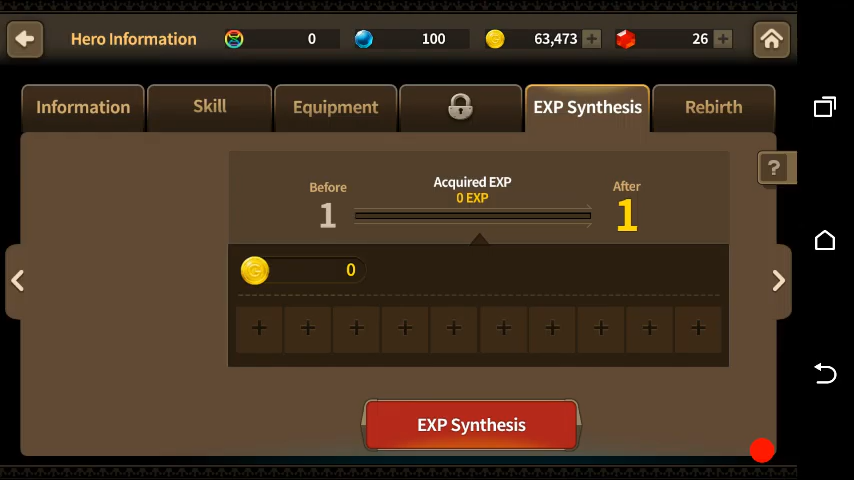 Hero Information 0 100 63,473 + 26 +
Information Skill Equipment EXP Synthesis Rebirth
?
Before Acquired EXP After
0 EXP
1 1
0
+ + + + + + + + + +
EXP Synthesis